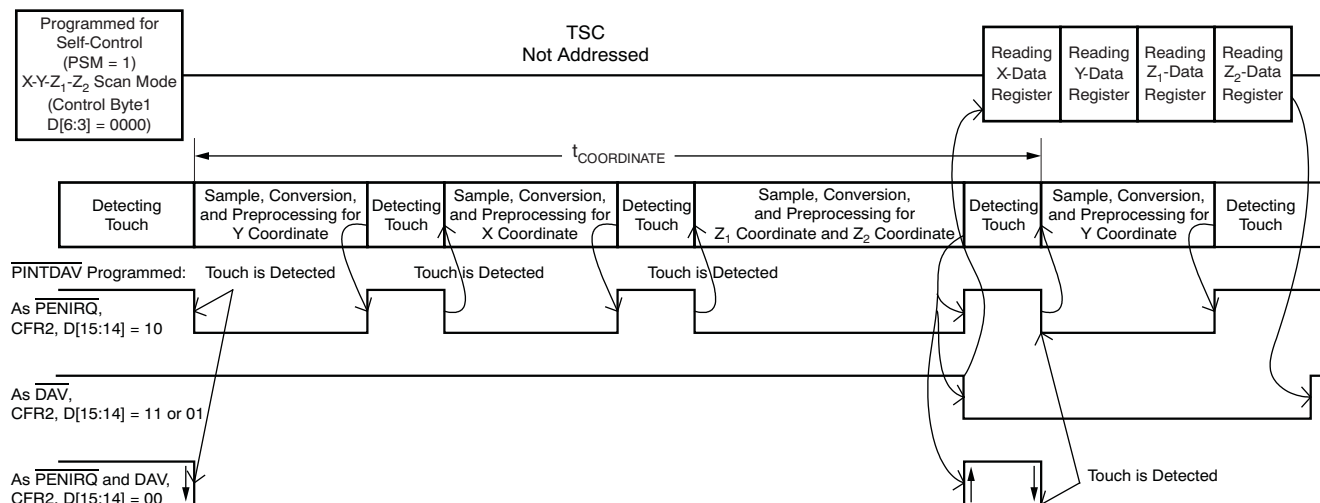 Programmed for
Self-Control
(PSM = 1)
X-Y-Z1-Z2 Scan Mode
(Control Byte1
D[6:3] = 0000)
TSC
Not Addressed
Reading
X-Data
Register
Reading
Y-Data
Register
Reading
Z1-Data
Register
Reading
Z2-Data
Register
tCOORDINATE
Detecting
Touch
Sample, Conversion,
and Preprocessing for
Y Coordinate
Detecting
Touch
Sample, Conversion,
and Preprocessing for
X Coordinate
Detecting
Touch
Sample, Conversion,
and Preprocessing for
Z1 Coordinate and Z2 Coordinate
Detecting
Touch
Sample, Conversion,
and Preprocessing for
Y Coordinate
Detecting
Touch
PINTDAV Programmed:
Touch is Detected
Touch is Detected
Touch is Detected
As PENIRQ,
CFR2, D[15:14] = 10
As DAV,
CFR2, D[15:14] = 11 or 01
As PENIRQ and DAV,
CFR2, D[15:14] = 00
Touch is Detected